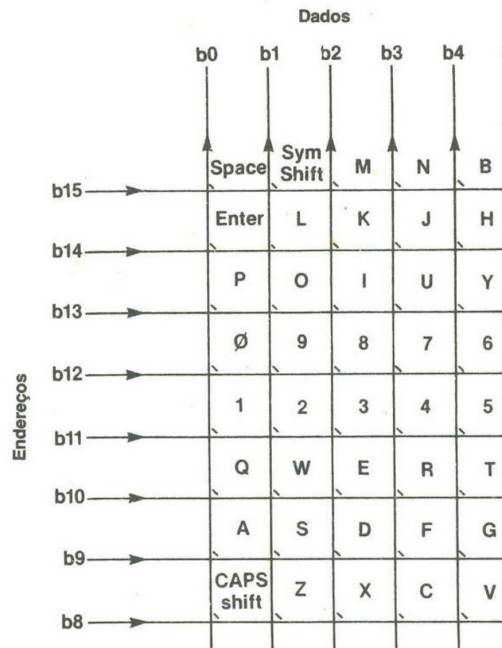 Dados
b0 b1 b2 b3 b4
Space Sym Shift M N B
b15
Enter L K J H
b14
P O I U Y
b13
Ø 9 8 7 6
b12
1 2 3 4 5
b11
Q W E R T
b10
A S D F G
b9
CAPS shift Z X C V
b8
Endereços